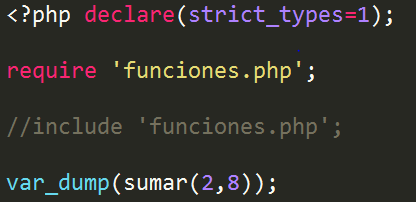 <?php declare(strict_types=1);
require 'funciones.php';
//include 'funciones.php';
var_dump(sumar(2,8));